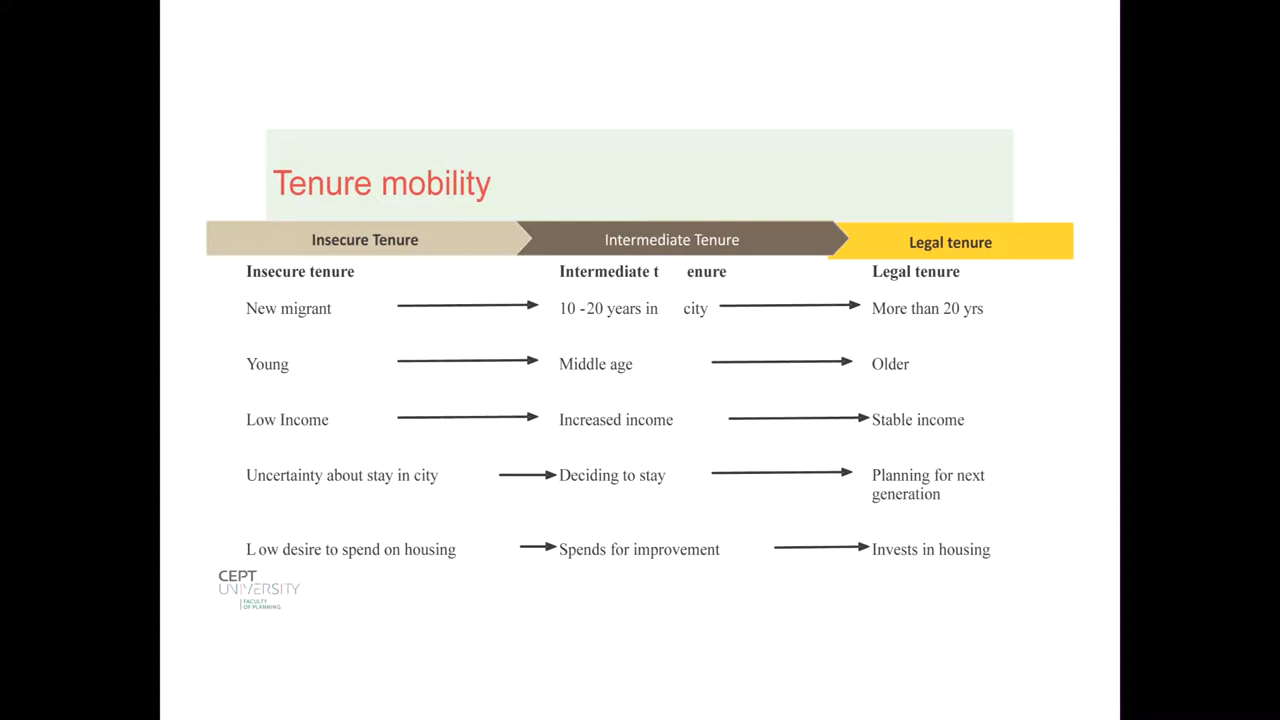 Tenure mobility
Insecure Tenure Intermediate Tenure Legal tenure
Insecure tenure Intermediate t enure Legal tenure
New migrant 10 -20 years in city More than 20 yrs
Young Middle age Older
Low Income Increased income Stable income
Uncertainty about stay in city Deciding to stay Planning for next
generation
L ow desire to spend on housing Spends for improvement Invests in housing
CEPT
UNIVERSITY
FACULTY
OF PLANNING